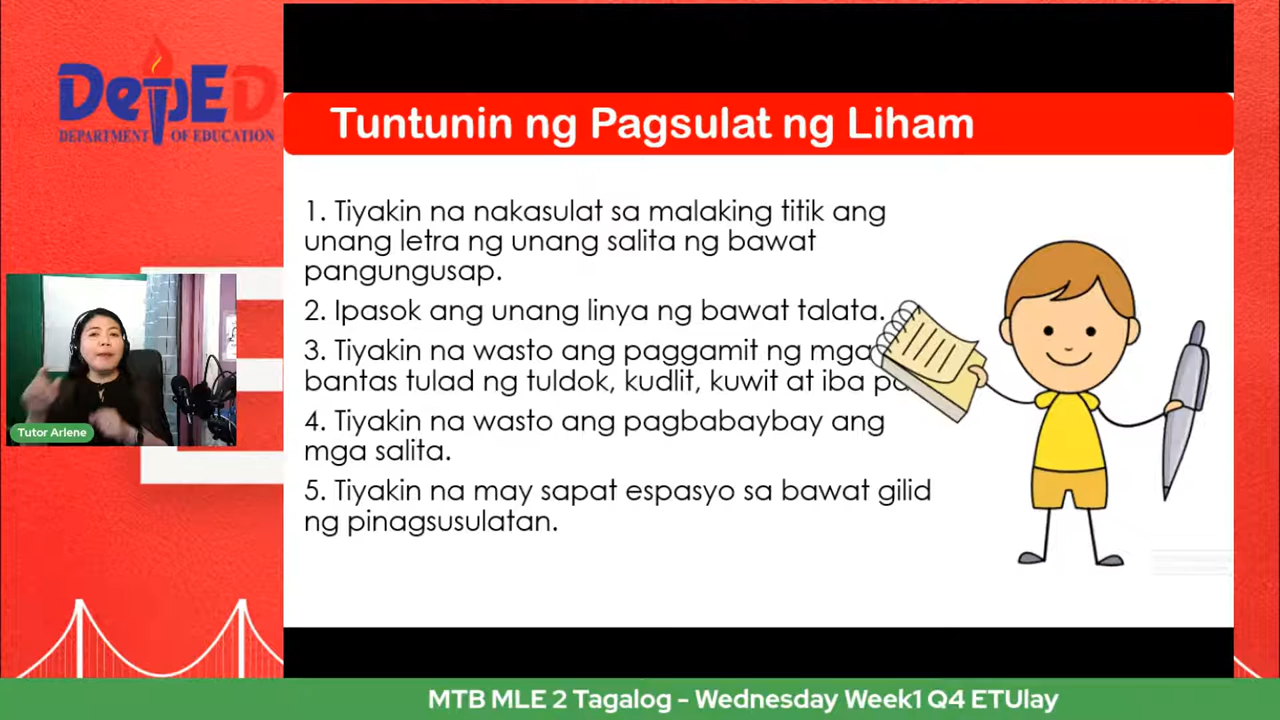 DepED
DEPARTMENT OF EDUCATION
Tuntunin ng Pagsulat ng Liham
1. Tiyakin na nakasulat sa malaking titik ang
unang letra ng unang salita ng bawat
pangungusap.
2. Ipasok ang unang linya ng bawat talata.
3. Tiyakin na wasto ang paggamit ng mga
bantas tulad ng tuldok, kudlit, kuwit at iba pa
4. Tiyakin na wasto ang pagbabaybay ang
mga salita.
5. Tiyakin na may sapat espasyo sa bawat gilid
ng pinagsusulatan.
Tutor Arlene
MTB MLE 2 Tagalog - Wednesday Week1 Q4 ETUlay